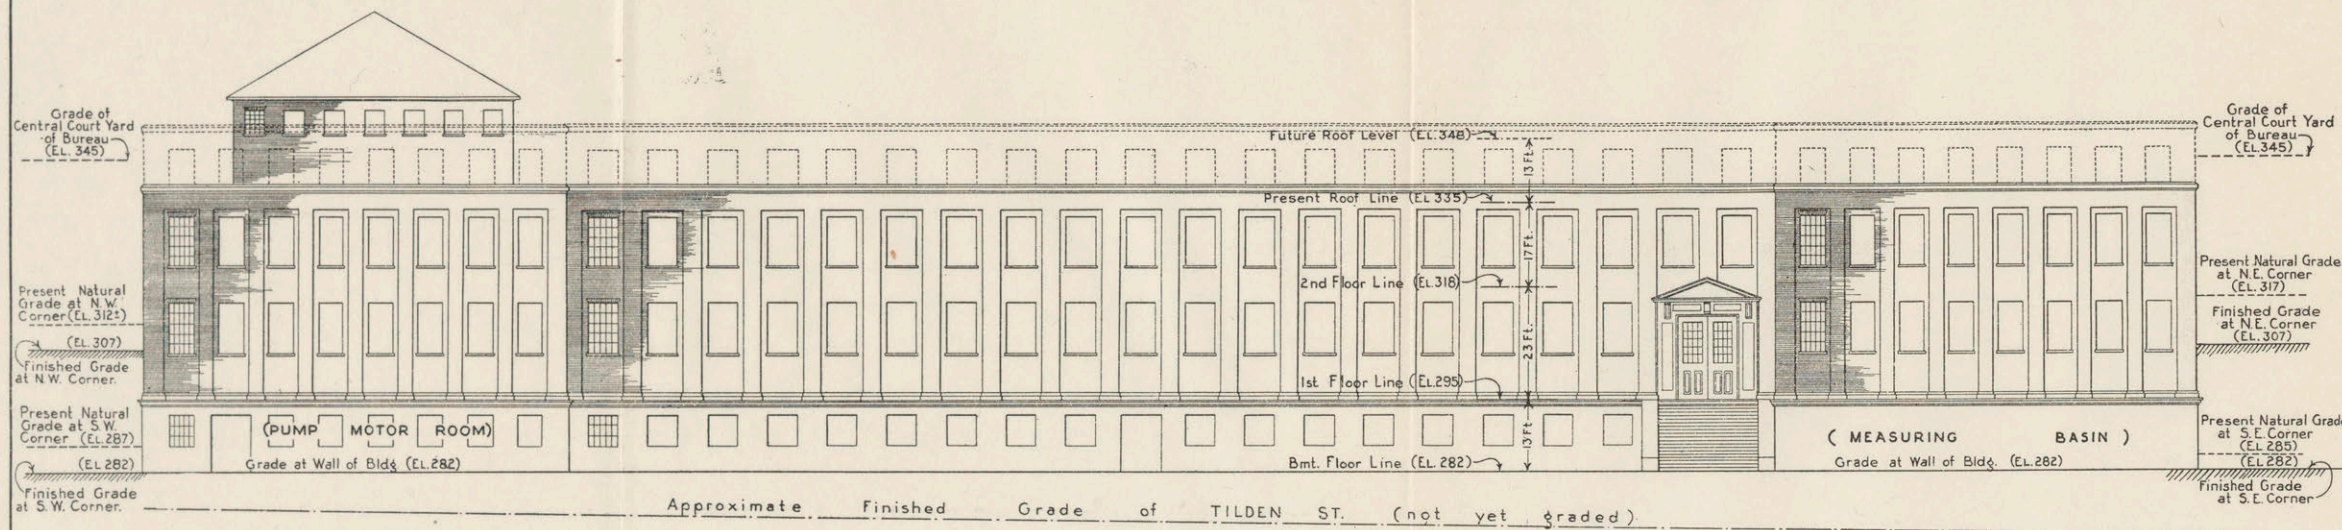 Grade of
Central Court Yard
of Bureau
(EL. 345)
Present Natural
Grade at N.W.
Corner (EL. 312±)
(EL. 307)
Finished Grade
at N.W. Corner.
Present Natural
Grade at S.W.
Corner (EL. 287)
(EL 282)
Finished Grade
at S.W. Corner.
(PUMP MOTOR ROOM)
Grade at Wall of Bldg (EL. 282)
Future Roof Level (EL. 348)
13 Ft.
Present Roof Line (EL 335)
17 Ft.
2nd Floor Line (EL. 318)
23 Ft.
1st Floor Line (EL. 295)
13 Ft.
Bmt. Floor Line (EL. 282)
(MEASURING BASIN)
Grade at Wall of Bldg. (EL. 282)
Grade of
Central Court Yard
of Bureau
(EL. 345)
Present Natural Grade
at N.E. Corner
(EL. 317)
Finished Grade
at N.E. Corner
(EL. 307)
Present Natural Grade
at S.E. Corner
(EL. 285)
(EL. 282)
Finished Grade
at S.E. Corner
Approximate Finished Grade of TILDEN ST. (not yet graded)